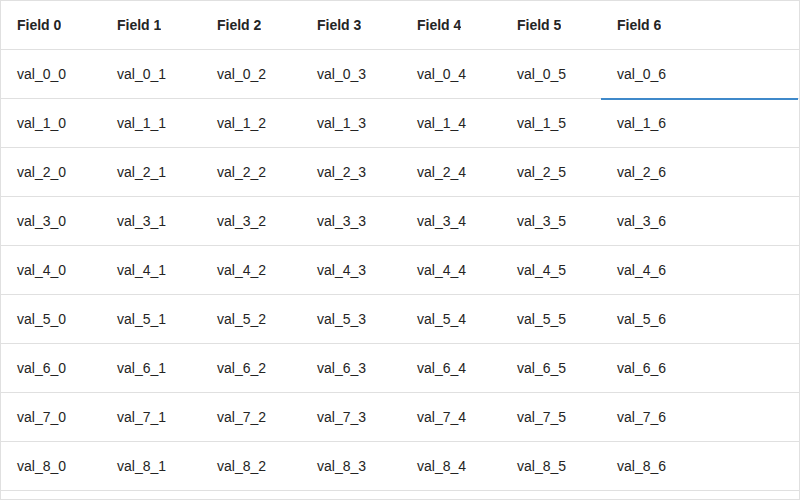 Field 0 Field 1 Field 2 Field 3 Field 4 Field 5 Field 6
val_0_0 val_0_1 val_0_2 val_0_3 val_0_4 val_0_5 val_0_6
val_1_0 val_1_1 val_1_2 val_1_3 val_1_4 val_1_5 val_1_6
val_2_0 val_2_1 val_2_2 val_2_3 val_2_4 val_2_5 val_2_6
val_3_0 val_3_1 val_3_2 val_3_3 val_3_4 val_3_5 val_3_6
val_4_0 val_4_1 val_4_2 val_4_3 val_4_4 val_4_5 val_4_6
val_5_0 val_5_1 val_5_2 val_5_3 val_5_4 val_5_5 val_5_6
val_6_0 val_6_1 val_6_2 val_6_3 val_6_4 val_6_5 val_6_6
val_7_0 val_7_1 val_7_2 val_7_3 val_7_4 val_7_5 val_7_6
val_8_0 val_8_1 val_8_2 val_8_3 val_8_4 val_8_5 val_8_6